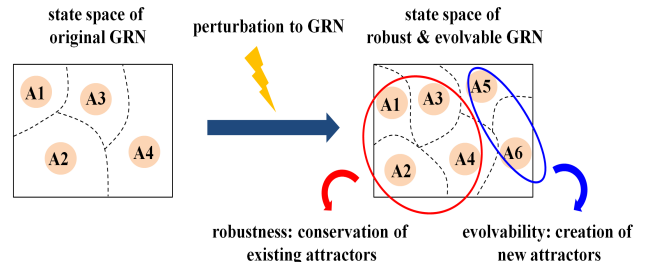 state space of
original GRN
perturbation to GRN
state space of
robust & evolvable GRN
A1
A3
A2
A4
A1
A3
A5
A2
A4
A6
robustness: conservation of
existing attractors
evolvability: creation of
new attractors